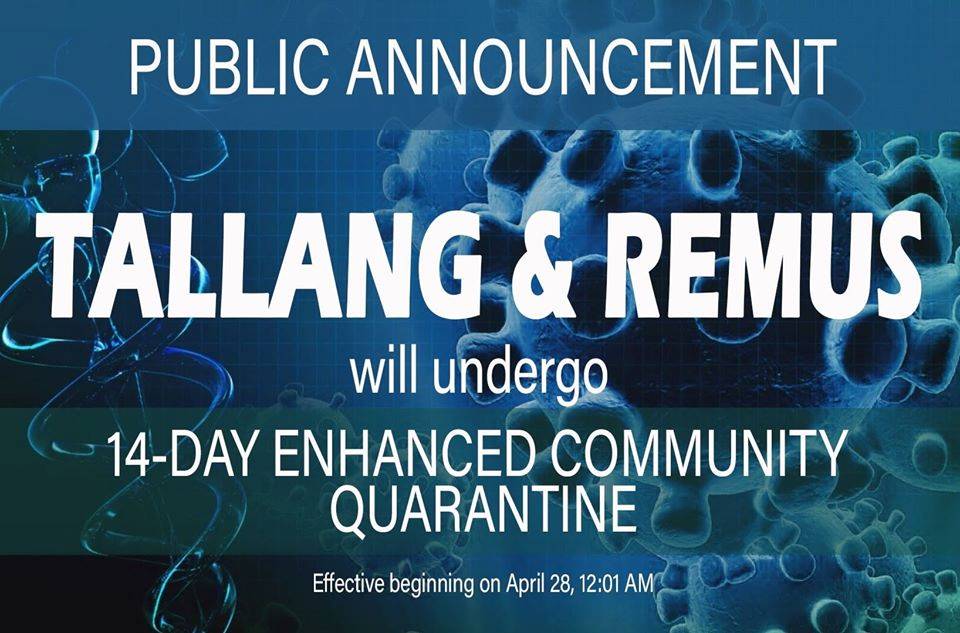 PUBLIC ANNOUNCEMENT
TALLANG & REMUS
will undergo
14-DAY ENHANCED COMMUNITY
QUARANTINE
Effective beginning on April 28, 12:01 AM